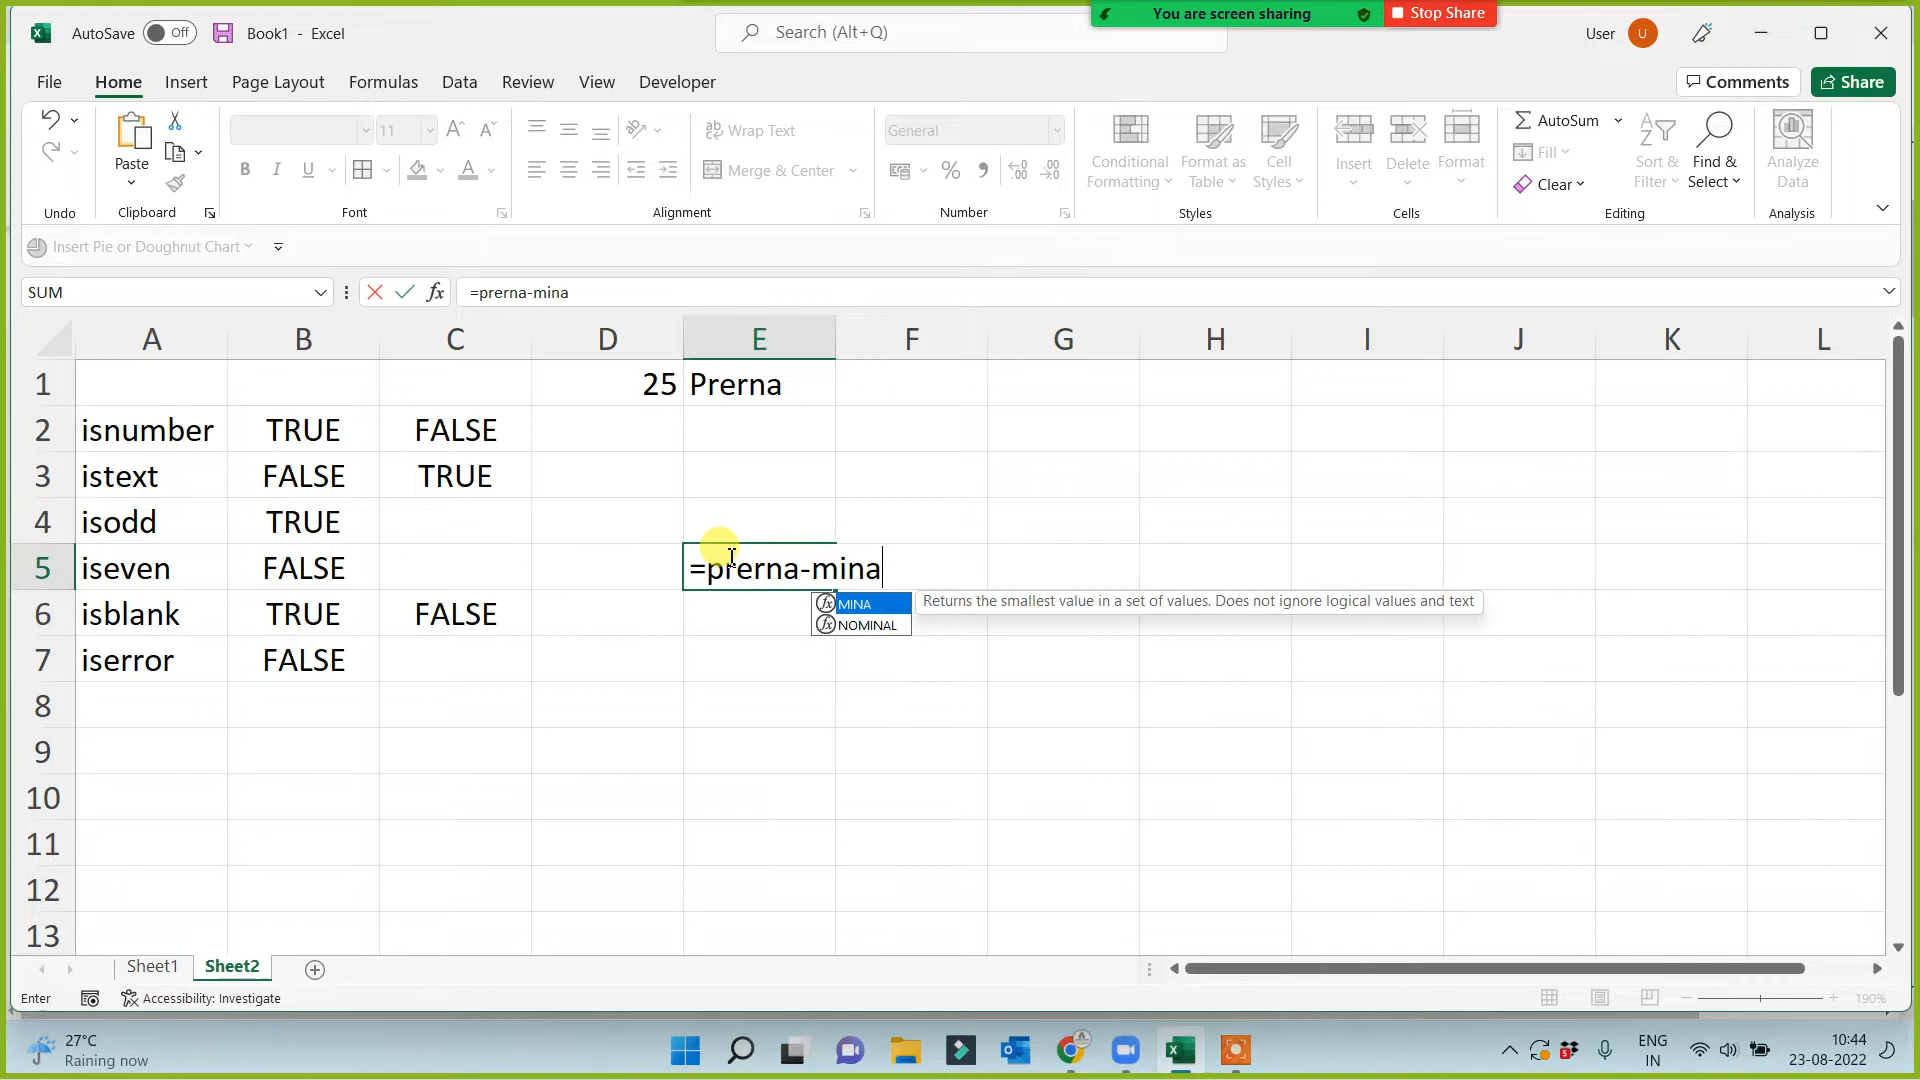 You are screen sharing
Stop Share
AutoSave Off Book1 - Excel
Search (Alt+Q)
User U
File Home Insert Page Layout Formulas Data Review View Developer
Comments Share
Paste
11
General
Wrap Text
Merge & Center
Conditional Formatting
Format as Table
Cell Styles
Insert Delete Format
AutoSum
Fill
Clear
Sort & Filter
Find & Select
Analyze Data
Undo Clipboard Font Alignment Number Styles Cells Editing Analysis
Insert Pie or Doughnut Chart
SUM fx =prerna-mina
A B C D E F G H I J K L
1 25 Prerna
2 isnumber TRUE FALSE
3 istext FALSE TRUE
4 isodd TRUE
5 iseven FALSE =prerna-mina
MINA Returns the smallest value in a set of values. Does not ignore logical values and text
NOMINAL
6 isblank TRUE FALSE
7 iserror FALSE
8
9
10
11
12
13
Sheet1 Sheet2
Enter Accessibility: Investigate 190%
27°C
Raining now
ENG
IN
10:44
23-08-2022